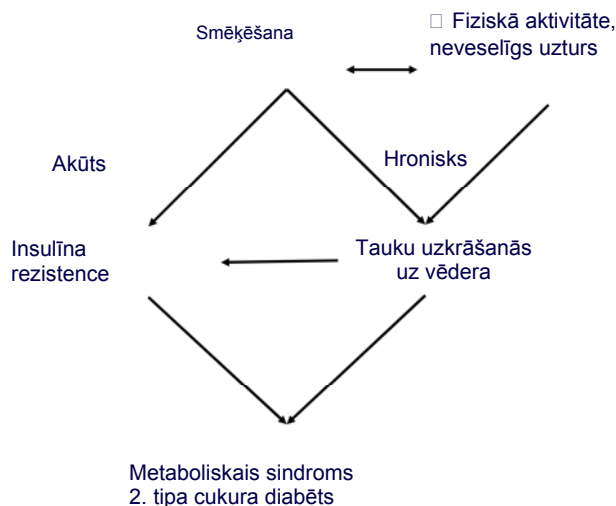 Smēķēšana
□ Fiziskā aktivitāte,
neveselīgs uzturs
Akūts
Hronisks
Insulīna
rezistence
Tauku uzkrāšanās
uz vēdera
Metaboliskais sindroms
2. tipa cukura diabēts